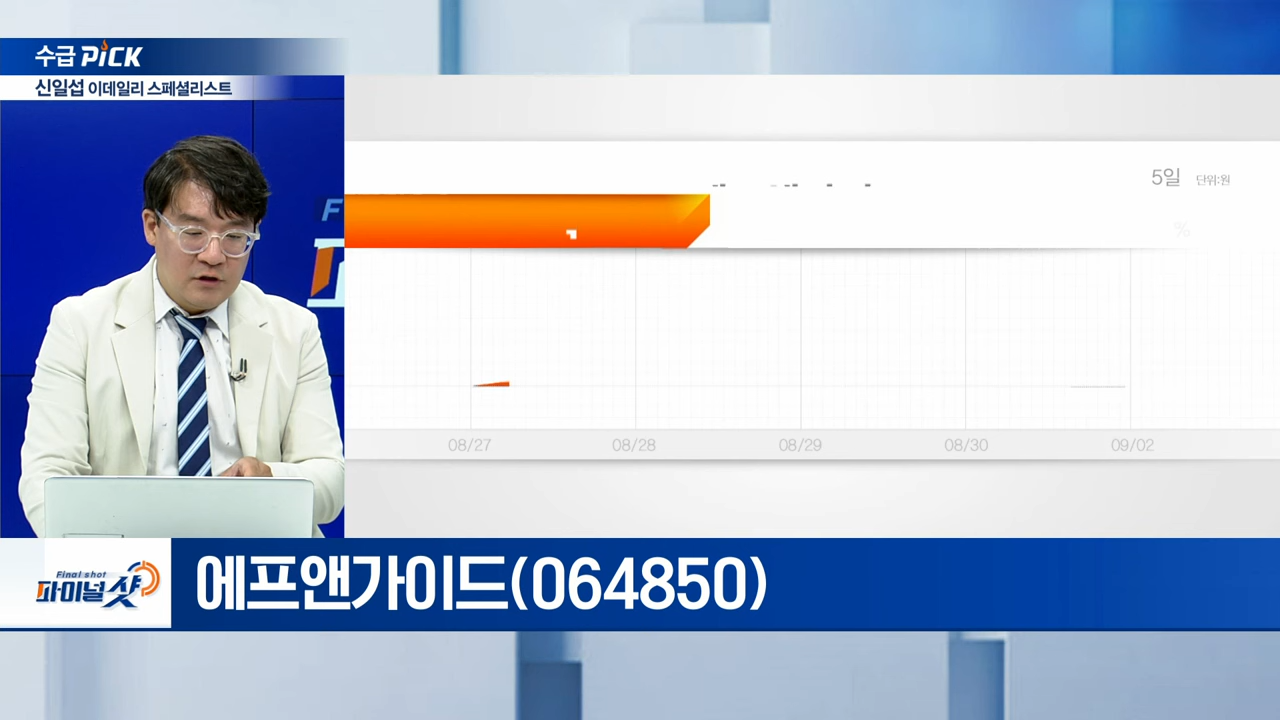 수급 PICK
신일섭 이데일리 스페셜리스트
F
5일 단위:원
%
08/27 08/28 08/29 08/30 09/02
Final shot
파이널샷
에프앤가이드(064850)